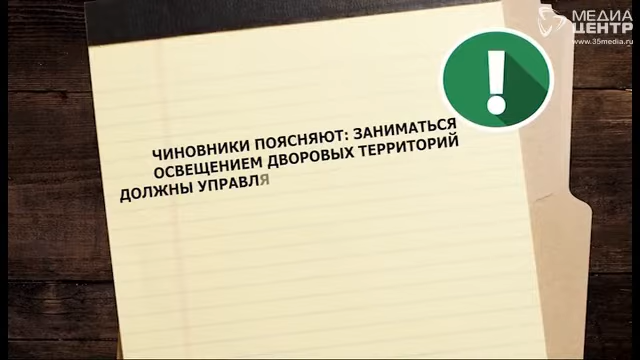 МЕДИА
ЦЕНТР
www.35media.ru
ЧИНОВНИКИ ПОЯСНЯЮТ: ЗАНИМАТЬСЯ
ОСВЕЩЕНИЕМ ДВОРОВЫХ ТЕРРИТОРИЙ
ДОЛЖНЫ УПРАВЛЯ